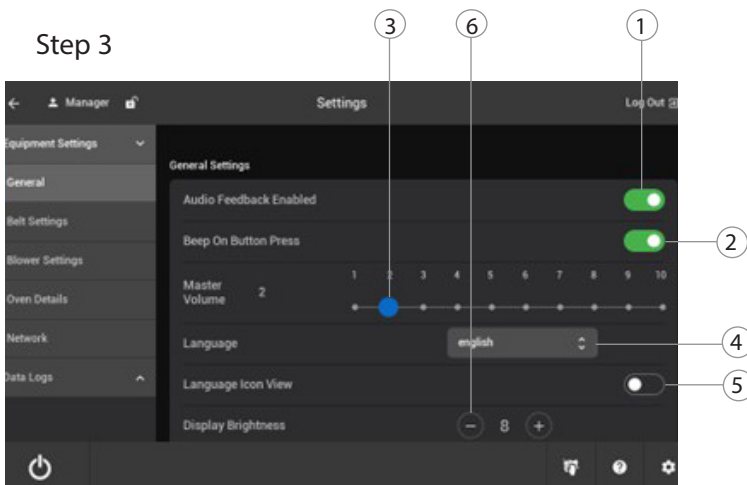 Step 3
3 6 1
Manager Settings Log Out
Equipment Settings
General Settings
General
Audio Feedback Enabled
Belt Settings
Beep On Button Press
2
Blower Settings
1 2 3 4 5 6 7 8 9 10
Master
Volume 2
Oven Details
Network
Language english
4
Data Logs
Language Icon View
5
Display Brightness 8